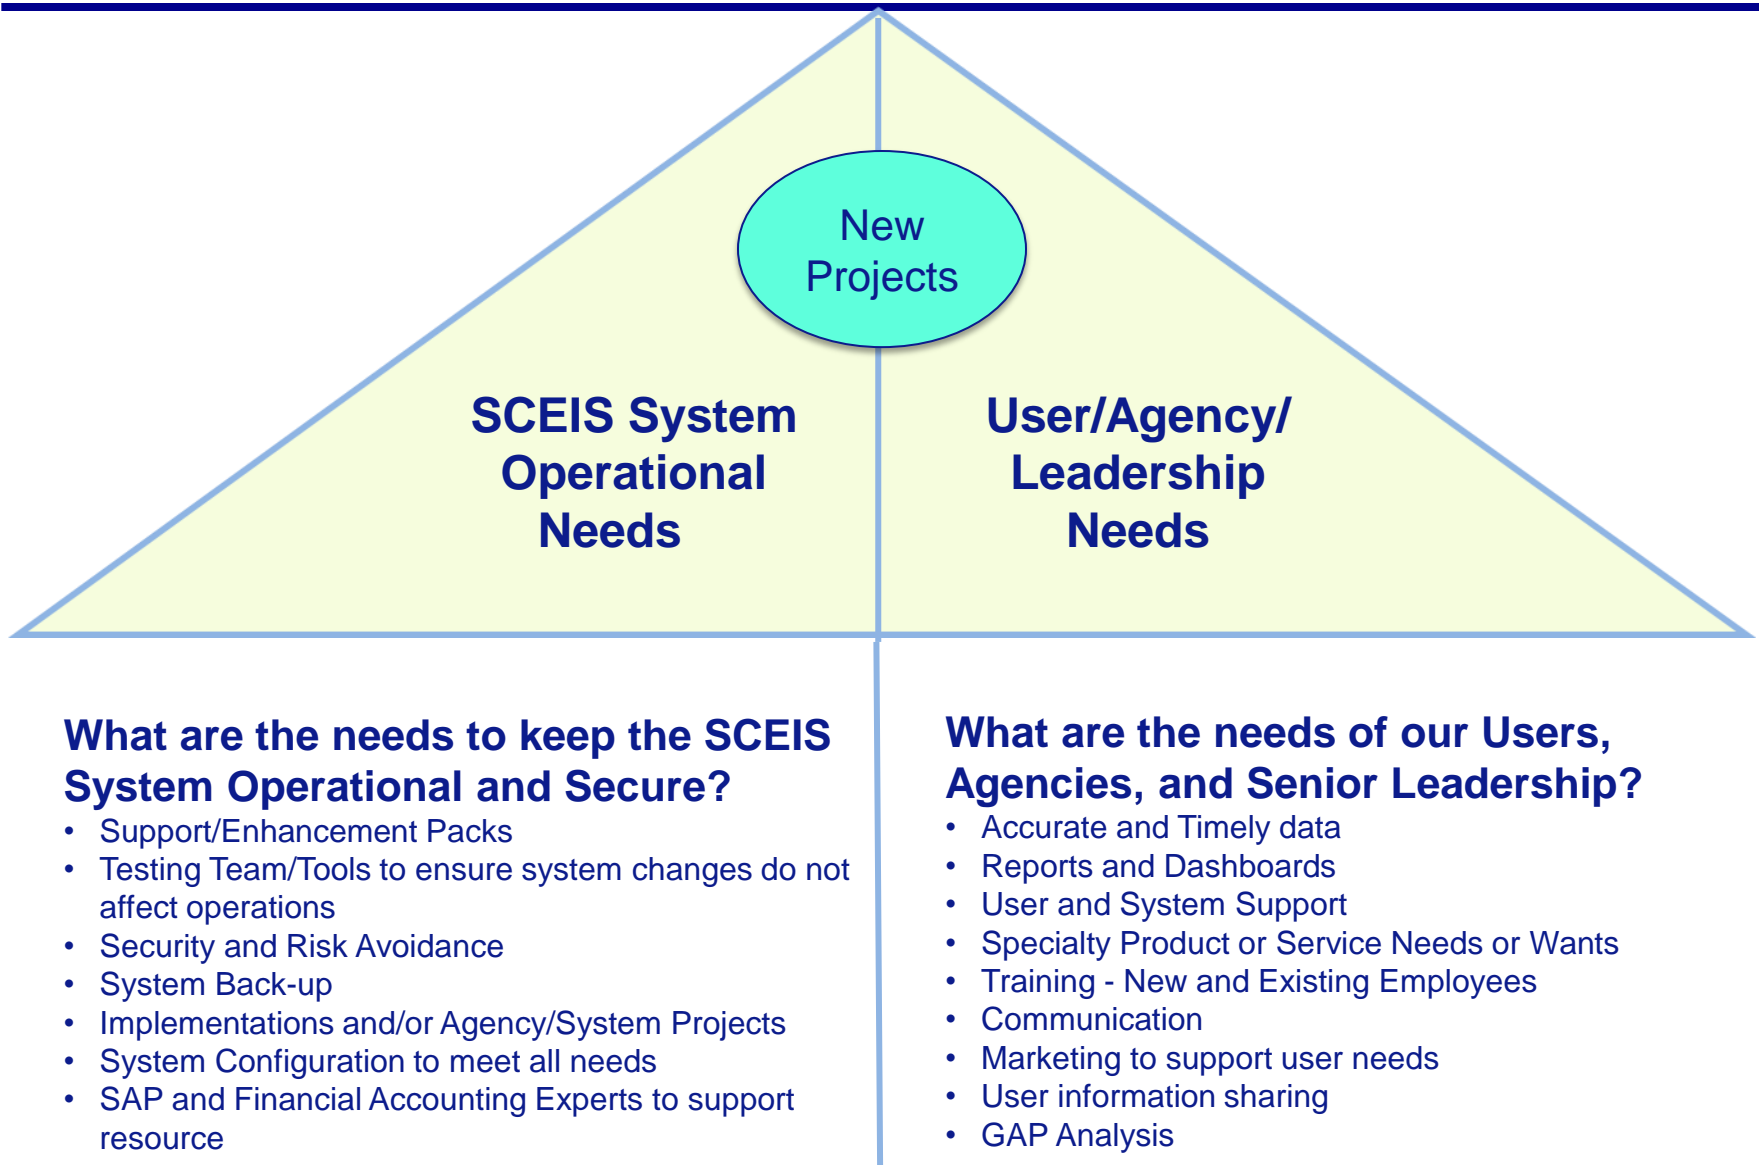 New
Projects
SCEIS System
Operational
Needs
User/Agency/
Leadership
Needs
What are the needs to keep the SCEIS
System Operational and Secure?
• Support/Enhancement Packs
• Testing Team/Tools to ensure system changes do not
affect operations
• Security and Risk Avoidance
• System Back-up
• Implementations and/or Agency/System Projects
• System Configuration to meet all needs
• SAP and Financial Accounting Experts to support
resource
What are the needs of our Users,
Agencies, and Senior Leadership?
• Accurate and Timely data
• Reports and Dashboards
• User and System Support
• Specialty Product or Service Needs or Wants
• Training - New and Existing Employees
• Communication
• Marketing to support user needs
• User information sharing
• GAP Analysis